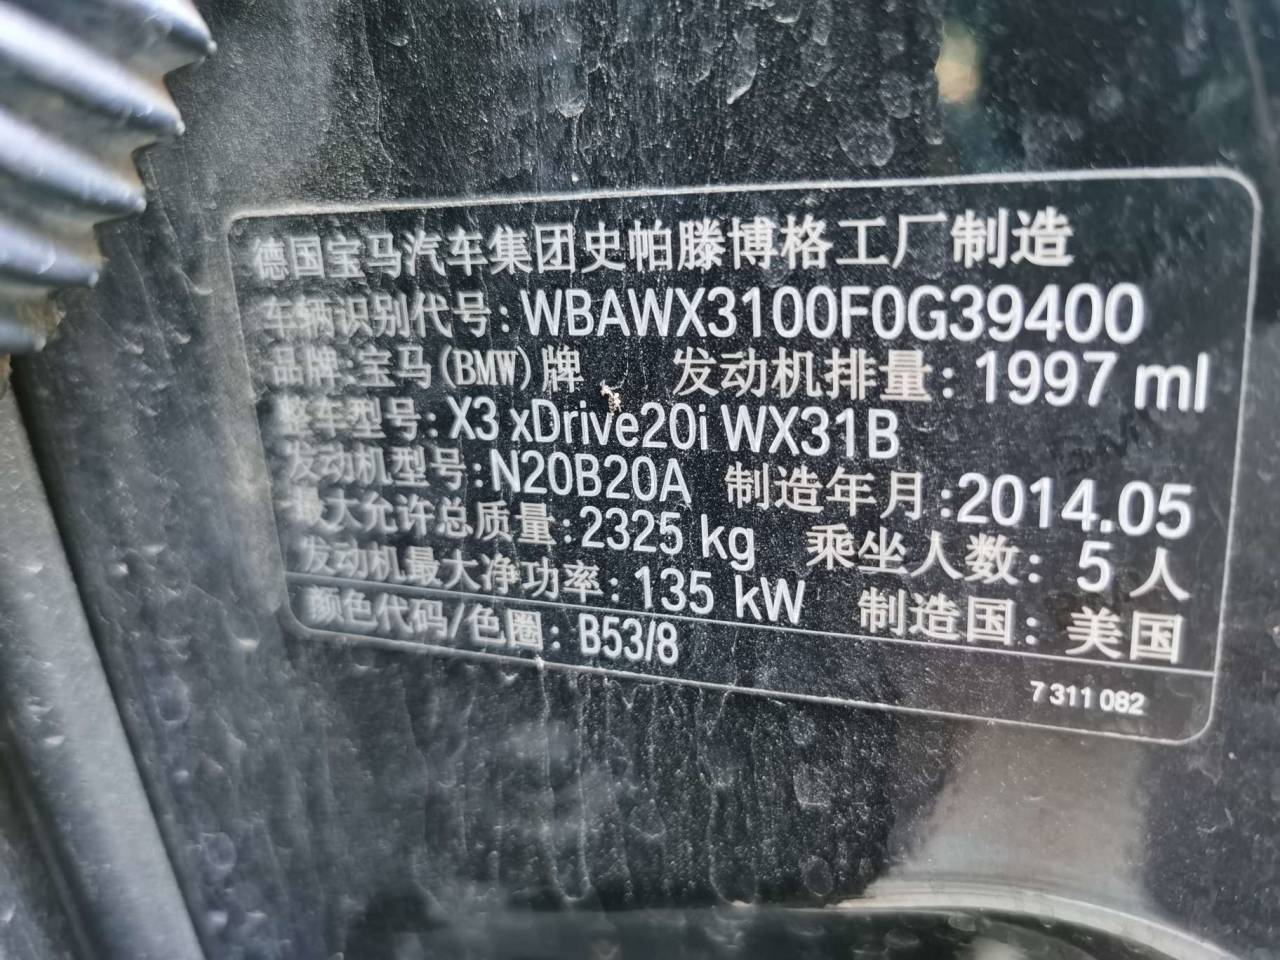 德国宝马汽车集团史帕滕博格工厂制造
车辆识别代号：WBAWX3100F0G39400
品牌：宝马(BMW)牌 发动机排量：1997 ml
整车型号：X3 xDrive20i WX31B
发动机型号：N20B20A 制造年月：2014.05
最大允许总质量：2325 kg 乘坐人数：5 人
发动机最大净功率：135 kW 制造国：美国
颜色代码/色圈：B53/8
7 311 082